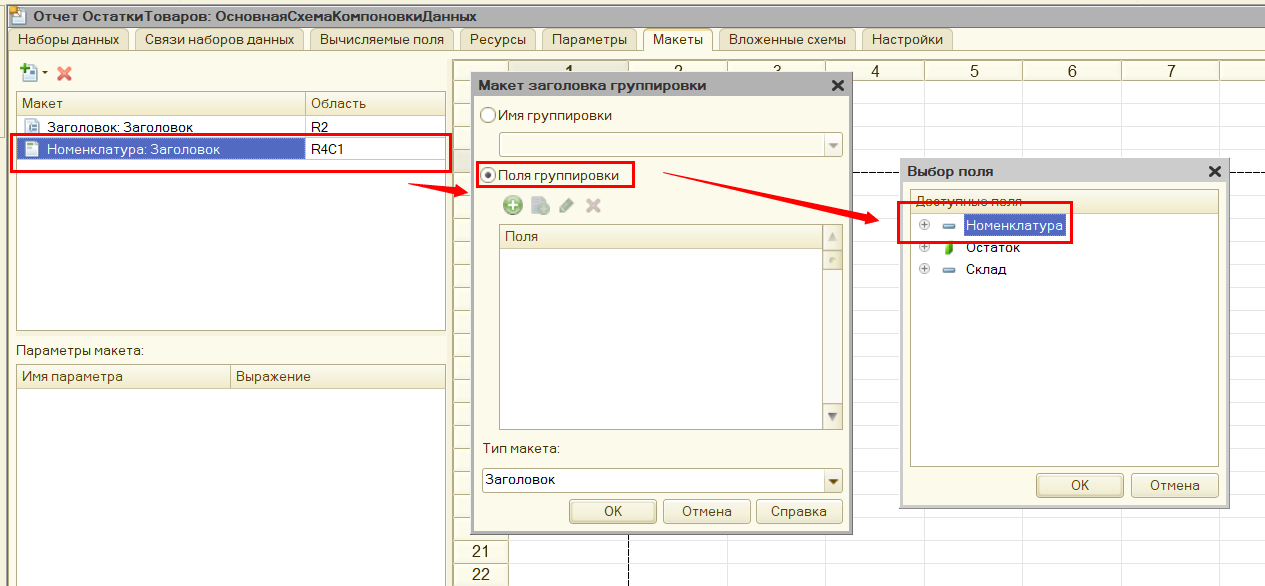 Отчет ОстаткиТоваров: ОсновнаяСхемаКомпоновкиДанных
Наборы данных Связи наборов данных Вычисляемые поля Ресурсы Параметры Макеты Вложенные схемы Настройки
Макет Область
Заголовок: Заголовок R2
Номенклатура: Заголовок R4C1
Параметры макета:
Имя параметра Выражение
1 2 3 4 5 6 7
Макет заголовка группировки
Имя группировки
Поля группировки
Поля
Тип макета:
Заголовок
ОК Отмена Справка
Выбор поля
Доступные поля
Номенклатура
Остаток
Склад
ОК Отмена
21
22